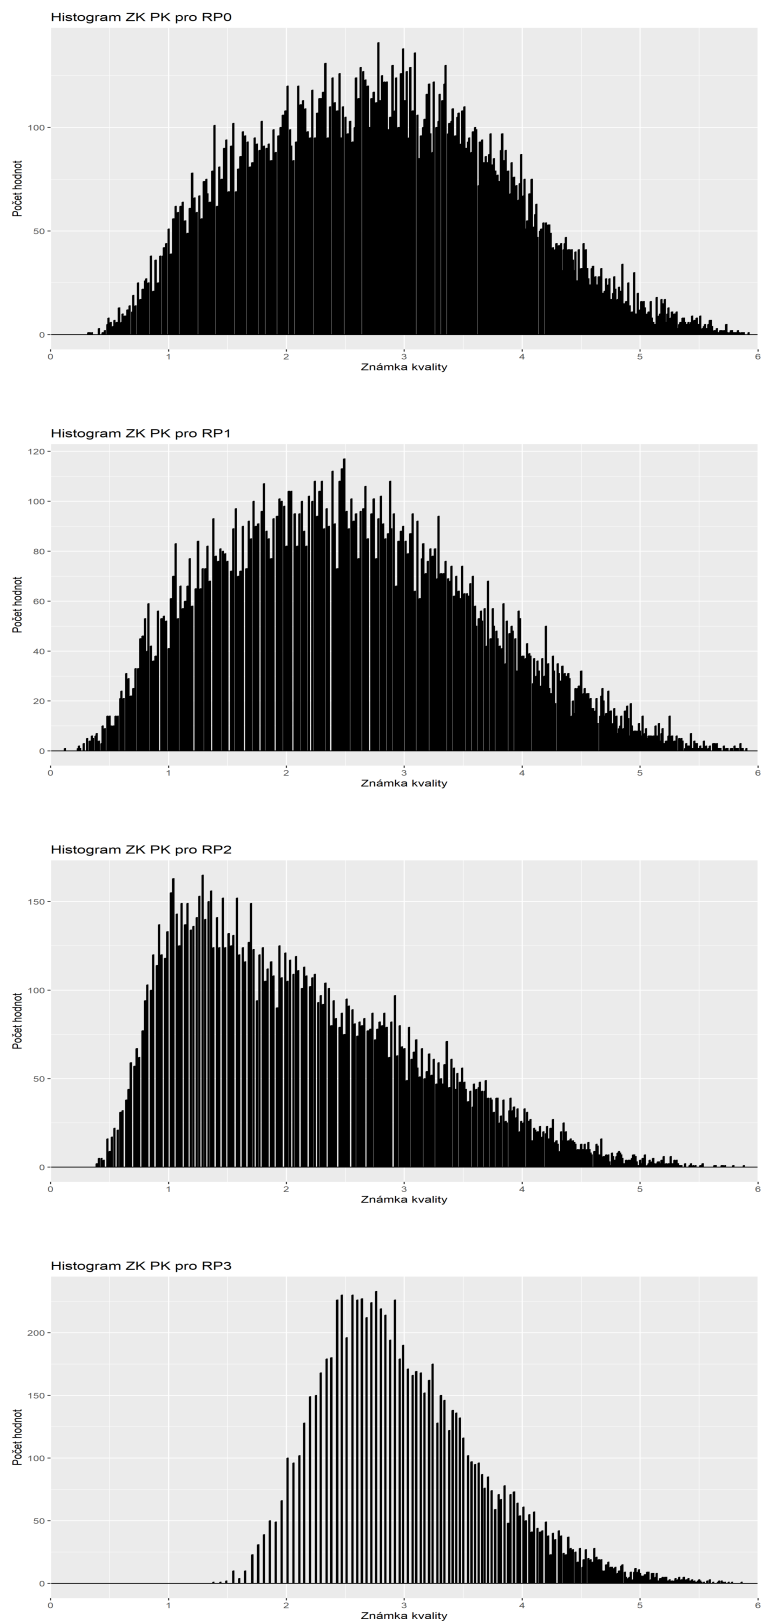 Histogram ZK PK pro RP0
100
50
0
Počet hodnot
0 1 2 3 4 5 6
Známka kvality
Histogram ZK PK pro RP1
120
100
80
60
40
20
0
Počet hodnot
0 1 2 3 4 5 6
Známka kvality
Histogram ZK PK pro RP2
150
100
50
0
Počet hodnot
0 1 2 3 4 5 6
Známka kvality
Histogram ZK PK pro RP3
200
150
100
50
0
Počet hodnot
0 1 2 3 4 5 6
Známka kvality